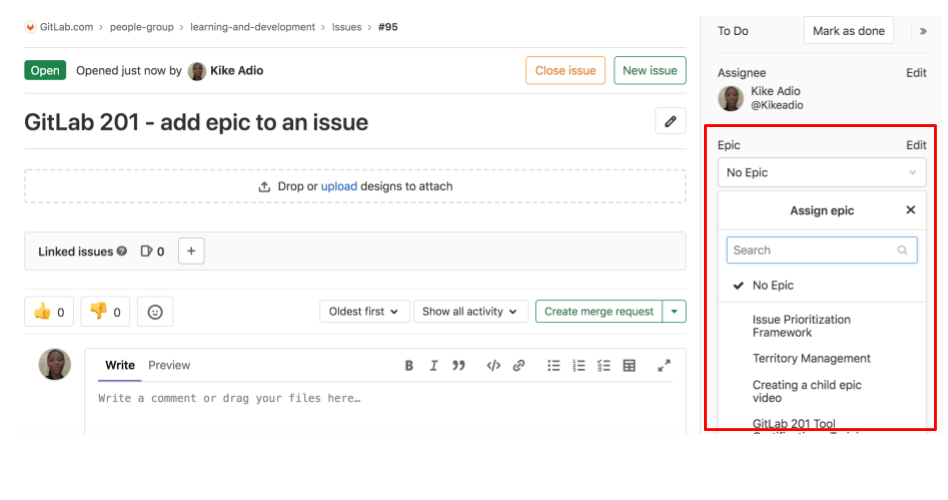 GitLab.com > people-group > learning-and-development > Issues > #95
Open Opened just now by Kike Adio Close issue New issue
GitLab 201 - add epic to an issue
Drop or upload designs to attach
Linked issues 0 +
0 0 Oldest first Show all activity Create merge request
Write Preview
Write a comment or drag your files here…
To Do Mark as done »
Assignee Edit
Kike Adio
@Kikeadio
Epic Edit
No Epic
Assign epic
Search
No Epic
Issue Prioritization
Framework
Territory Management
Creating a child epic
video
GitLab 201 Tool